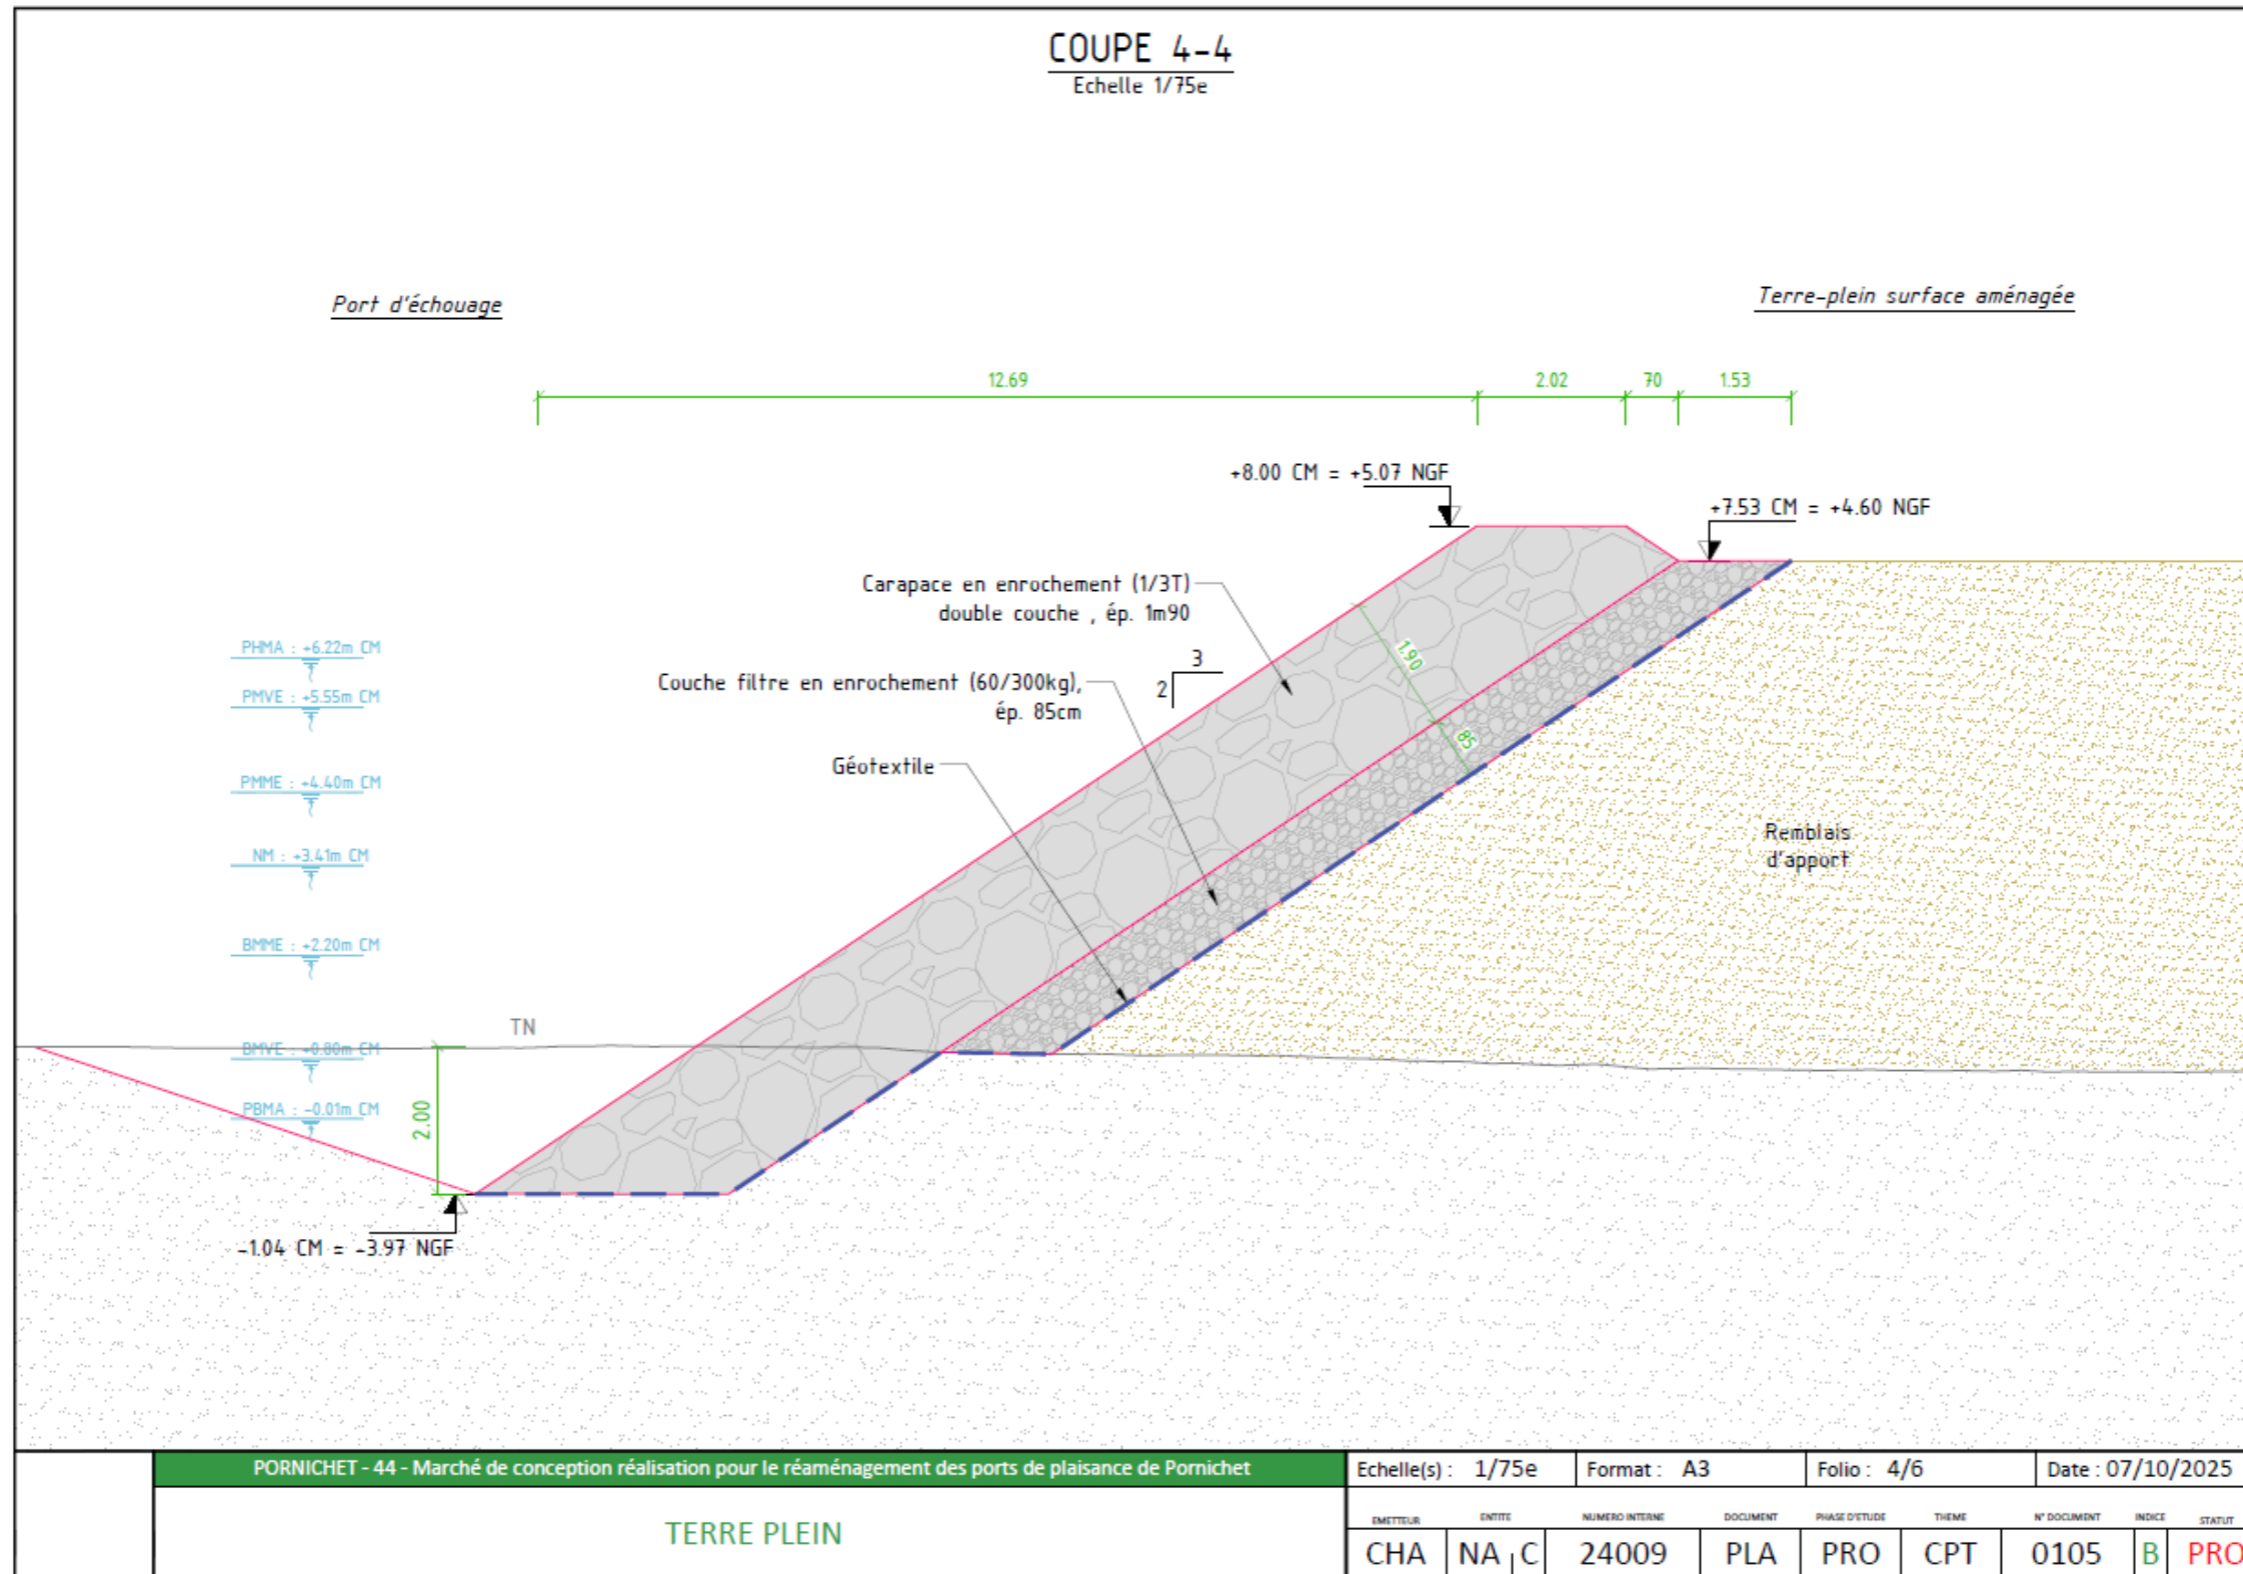 COUPE 4-4
Echelle 1/75e
Port d'échouage
Terre-plein surface aménagée
12.69
2.02
70
1.53
+8.00 CM = +5.07 NGF
+7.53 CM = +4.60 NGF
Carapace en enrochement (1/3T)
double couche , ép. 1m90
3
2
Couche filtre en enrochement (60/300kg),
ép. 85cm
Géotextile
1.90
85
PHMA : +6.22m CM
PMVE : +5.55m CM
PMME : +4.40m CM
NM : +3.41m CM
BMME : +2.20m CM
BMVE : +0.80m CM
PBMA : -0.01m CM
Remblais
d'apport
TN
2.00
-1.04 CM = -3.97 NGF
PORNICHET - 44 - Marché de conception réalisation pour le réaménagement des ports de plaisance de Pornichet
TERRE PLEIN
Echelle(s) : 1/75e
Format : A3
Folio : 4/6
Date : 07/10/2025
EMETTEUR ENTITE NUMERO INTERNE DOCUMENT PHASE D'ETUDE THEME N° DOCUMENT INDICE STATUT
CHA NA C 24009 PLA PRO CPT 0105 B PRO